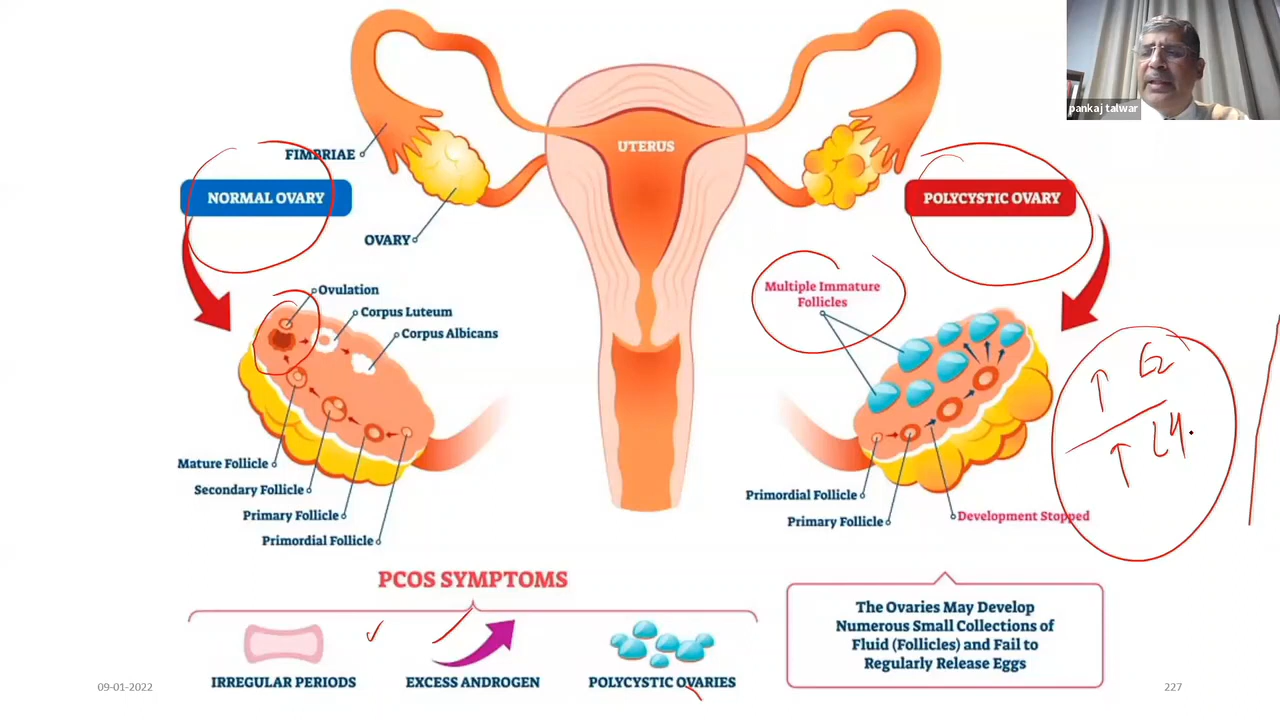 pankaj talwar
FIMBRIAE
UTERUS
NORMAL OVARY
POLYCYSTIC OVARY
OVARY
Ovulation
Corpus Luteum
Corpus Albicans
Multiple Immature
Follicles
↑ E2
↑ LH.
Mature Follicle
Secondary Follicle
Primary Follicle
Primordial Follicle
Primordial Follicle
Primary Follicle
Development Stopped
PCOS SYMPTOMS
IRREGULAR PERIODS
EXCESS ANDROGEN
POLYCYSTIC OVARIES
The Ovaries May Develop
Numerous Small Collections of
Fluid (Follicles) and Fail to
Regularly Release Eggs
09-01-2022
227